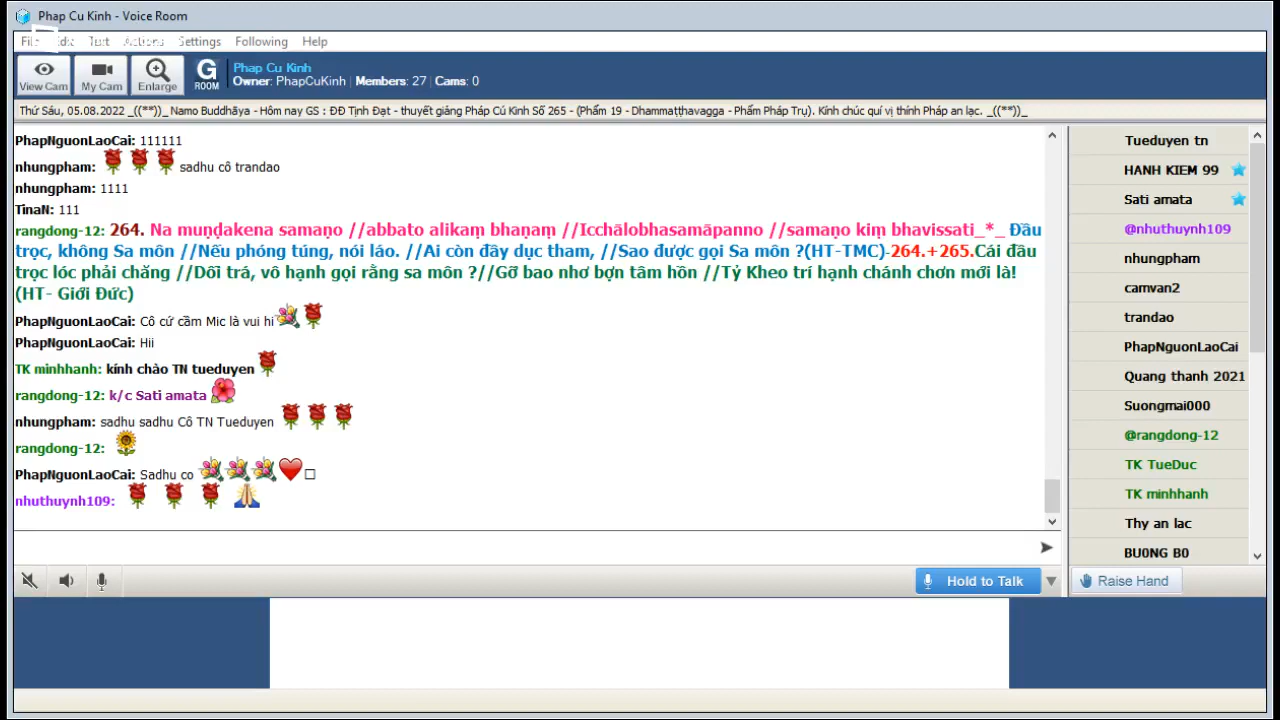 Phap Cu Kinh - Voice Room
File Edit Text Actions Settings Following Help
View Cam My Cam Enlarge G ROOM
Phap Cu Kinh
Owner: PhapCuKinh | Members: 27 | Cams: 0
Thứ Sáu, 05.08.2022 _((**))_ Namo Buddhāya - Hôm nay GS : ĐĐ Tịnh Đạt - thuyết giảng Pháp Cú Kinh Số 265 - (Phẩm 19 - Dhammaṭṭhavagga - Phẩm Pháp Trụ). Kính chúc quí vị thính Pháp an lạc. _((**))_
PhapNguonLaoCai: 111111
nhungpham: sadhu cô trandao
nhungpham: 1111
TinaN: 111
rangdong-12: 264. Na muṇḍakena samaṇo //abbato alikaṃ bhaṇaṃ //Icchālobhasamāpanno //samaṇo kiṃ bhavissati_*_ Đầu
trọc, không Sa môn //Nếu phóng túng, nói láo. //Ai còn đầy dục tham, //Sao được gọi Sa môn ?(HT-TMC)-264.+265.Cái đầu
trọc lóc phải chăng //Dối trá, vô hạnh gọi rằng sa môn ?//Gỡ bao nhơ bợn tâm hồn //Tỷ Kheo trí hạnh chánh chơn mới là!
(HT- Giới Đức)
PhapNguonLaoCai: Cô cứ cầm Mic là vui hi
PhapNguonLaoCai: Hii
TK minhhanh: kính chào TN tueduyen
rangdong-12: k/c Sati amata
nhungpham: sadhu sadhu Cô TN Tueduyen
rangdong-12:
PhapNguonLaoCai: Sadhu co
nhuthuynh109:
Hold to Talk
Tueduyen tn
HANH KIEM 99
Sati amata
@nhuthuynh109
nhungpham
camvan2
trandao
PhapNguonLaoCai
Quang thanh 2021
Suongmai000
@rangdong-12
TK TueDuc
TK minhhanh
Thy an lac
BU0NG B0
Raise Hand